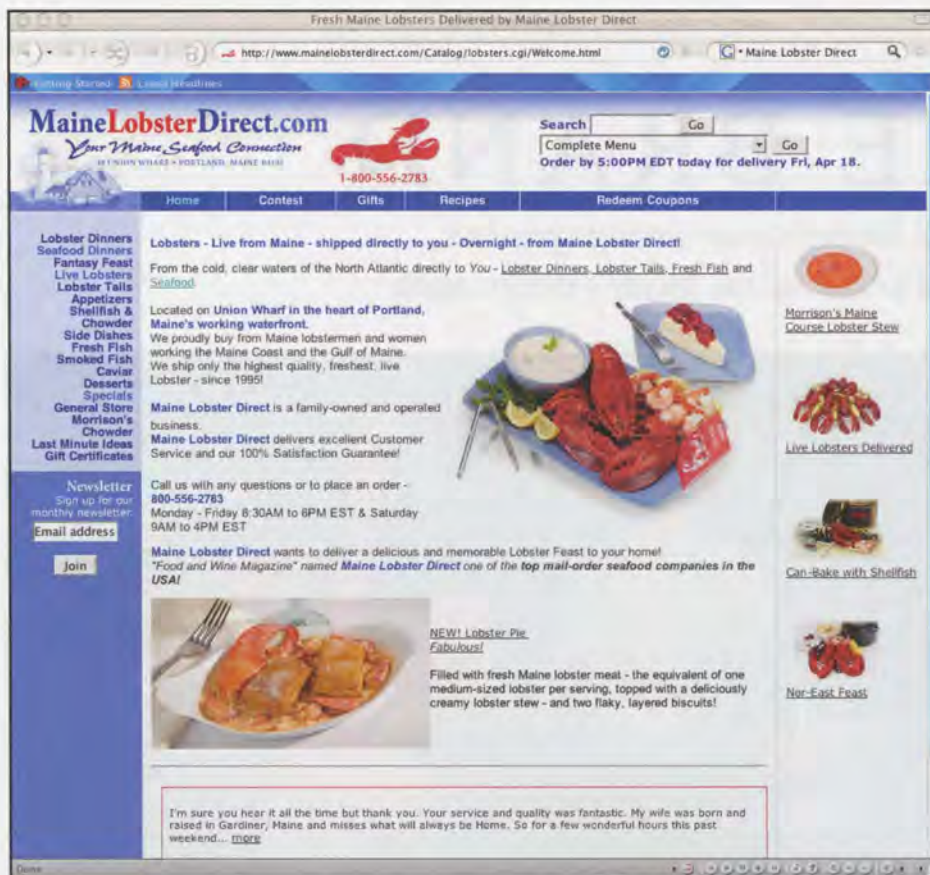 Fresh Maine Lobsters Delivered by Maine Lobster Direct
http://www.mainelobsterdirect.com/Catalog/lobsters.cgi/Welcome.html
G Maine Lobster Direct
Getting Started Latest Headlines
MaineLobsterDirect.com
Your Maine Seafood Connection
UNION WHARF • PORTLAND, MAINE
1-800-556-2783
Search Go
Complete Menu Go
Order by 5:00PM EDT today for delivery Fri, Apr 18.
Home Contest Gifts Recipes Redeem Coupons
Lobster Dinners
Seafood Dinners
Fantasy Feast
Live Lobsters
Lobster Tails
Appetizers
Shellfish &
Chowder
Side Dishes
Fresh Fish
Smoked Fish
Caviar
Desserts
Specials
General Store
Morrison's
Chowder
Last Minute Ideas
Gift Certificates
Newsletter
Sign up for our
monthly newsletter.
Email address
Join
Lobsters - Live from Maine - shipped directly to you - Overnight - from Maine Lobster Direct!
From the cold, clear waters of the North Atlantic directly to You - Lobster Dinners, Lobster Tails, Fresh Fish and
Seafood.
Located on Union Wharf in the heart of Portland,
Maine's working waterfront.
We proudly buy from Maine lobstermen and women
working the Maine Coast and the Gulf of Maine.
We ship only the highest quality, freshest, live
Lobster - since 1995!
Maine Lobster Direct is a family-owned and operated
business.
Maine Lobster Direct delivers excellent Customer
Service and our 100% Satisfaction Guarantee!
Call us with any questions or to place an order -
800-556-2783
Monday - Friday 8:30AM to 6PM EST & Saturday
9AM to 4PM EST
Maine Lobster Direct wants to deliver a delicious and memorable Lobster Feast to your home!
"Food and Wine Magazine" named Maine Lobster Direct one of the top mail-order seafood companies in the
USA!
NEW! Lobster Pie
Fabulous!
Filled with fresh Maine lobster meat - the equivalent of one
medium-sized lobster per serving, topped with a deliciously
creamy lobster stew - and two flaky, layered biscuits!
I'm sure you hear it all the time but thank you. Your service and quality was fantastic. My wife was born and
raised in Gardiner, Maine and misses what will always be Home. So for a few wonderful hours this past
weekend... more
Morrison's Maine
Course Lobster Stew
Live Lobsters Delivered
Can-Bake with Shellfish
Nor-East Feast
Done